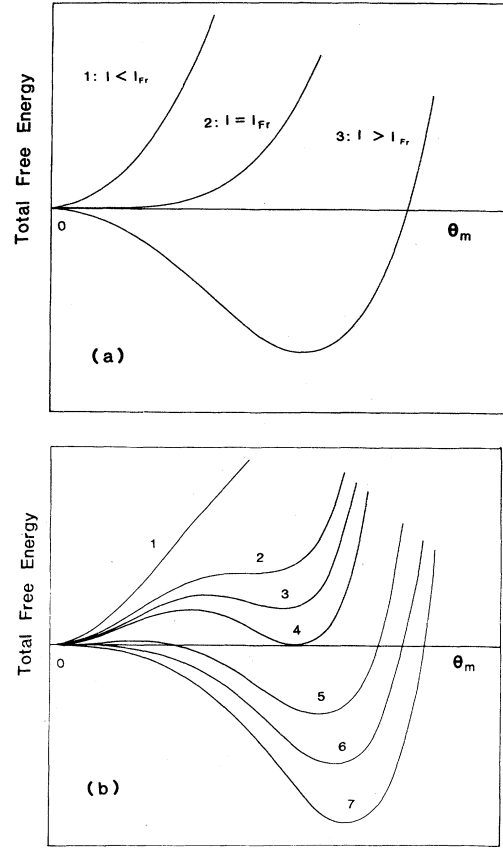 Total Free Energy
1: I < I_Fr
2: I = I_Fr
3: I > I_Fr
0
θ_m
(a)
Total Free Energy
1
2
3
4
0
θ_m
5
6
7
(b)